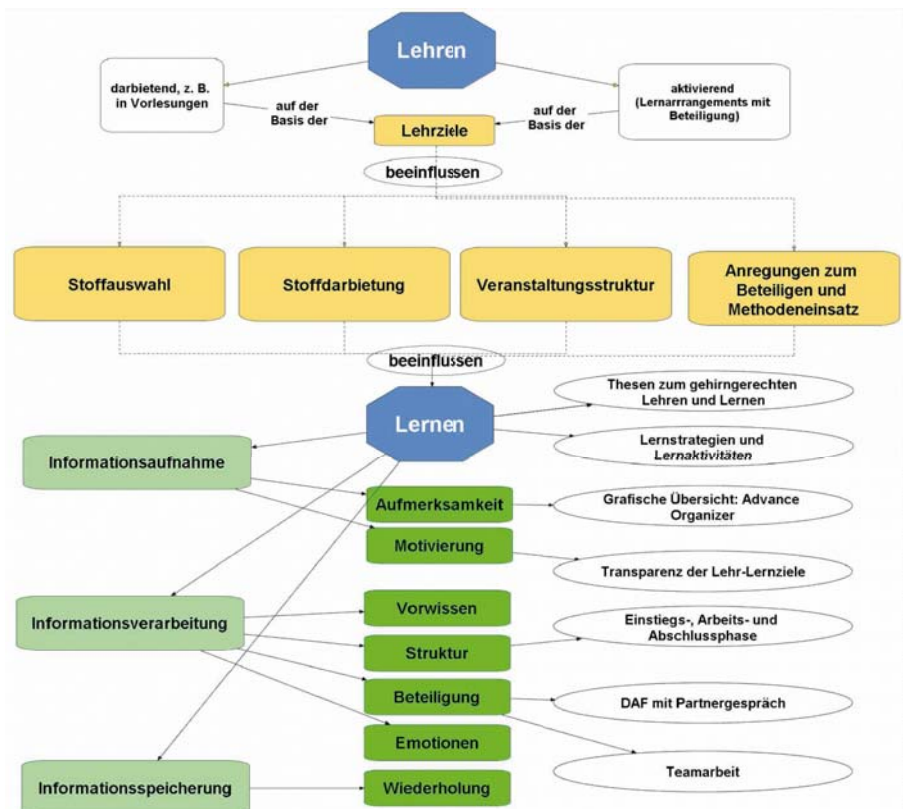 Lehren
darbietend, z. B.
in Vorlesungen
auf der
Basis der
Lehrziele
auf der
Basis der
aktivierend
(Lernarrrangements mit
Beteiligung)
beeinflussen
Stoffauswahl
Stoffdarbietung
Veranstaltungsstruktur
Anregungen zum
Beteiligen und
Methodeneinsatz
beeinflussen
Lernen
Thesen zum gehirngerechten
Lehren und Lernen
Lernstrategien und
Lernaktivitäten
Informationsaufnahme
Aufmerksamkeit
Grafische Übersicht: Advance
Organizer
Motivierung
Transparenz der Lehr-Lernziele
Informationsverarbeitung
Vorwissen
Struktur
Einstiegs-, Arbeits- und
Abschlussphase
Beteiligung
DAF mit Partnergespräch
Emotionen
Teamarbeit
Informationsspeicherung
Wiederholung